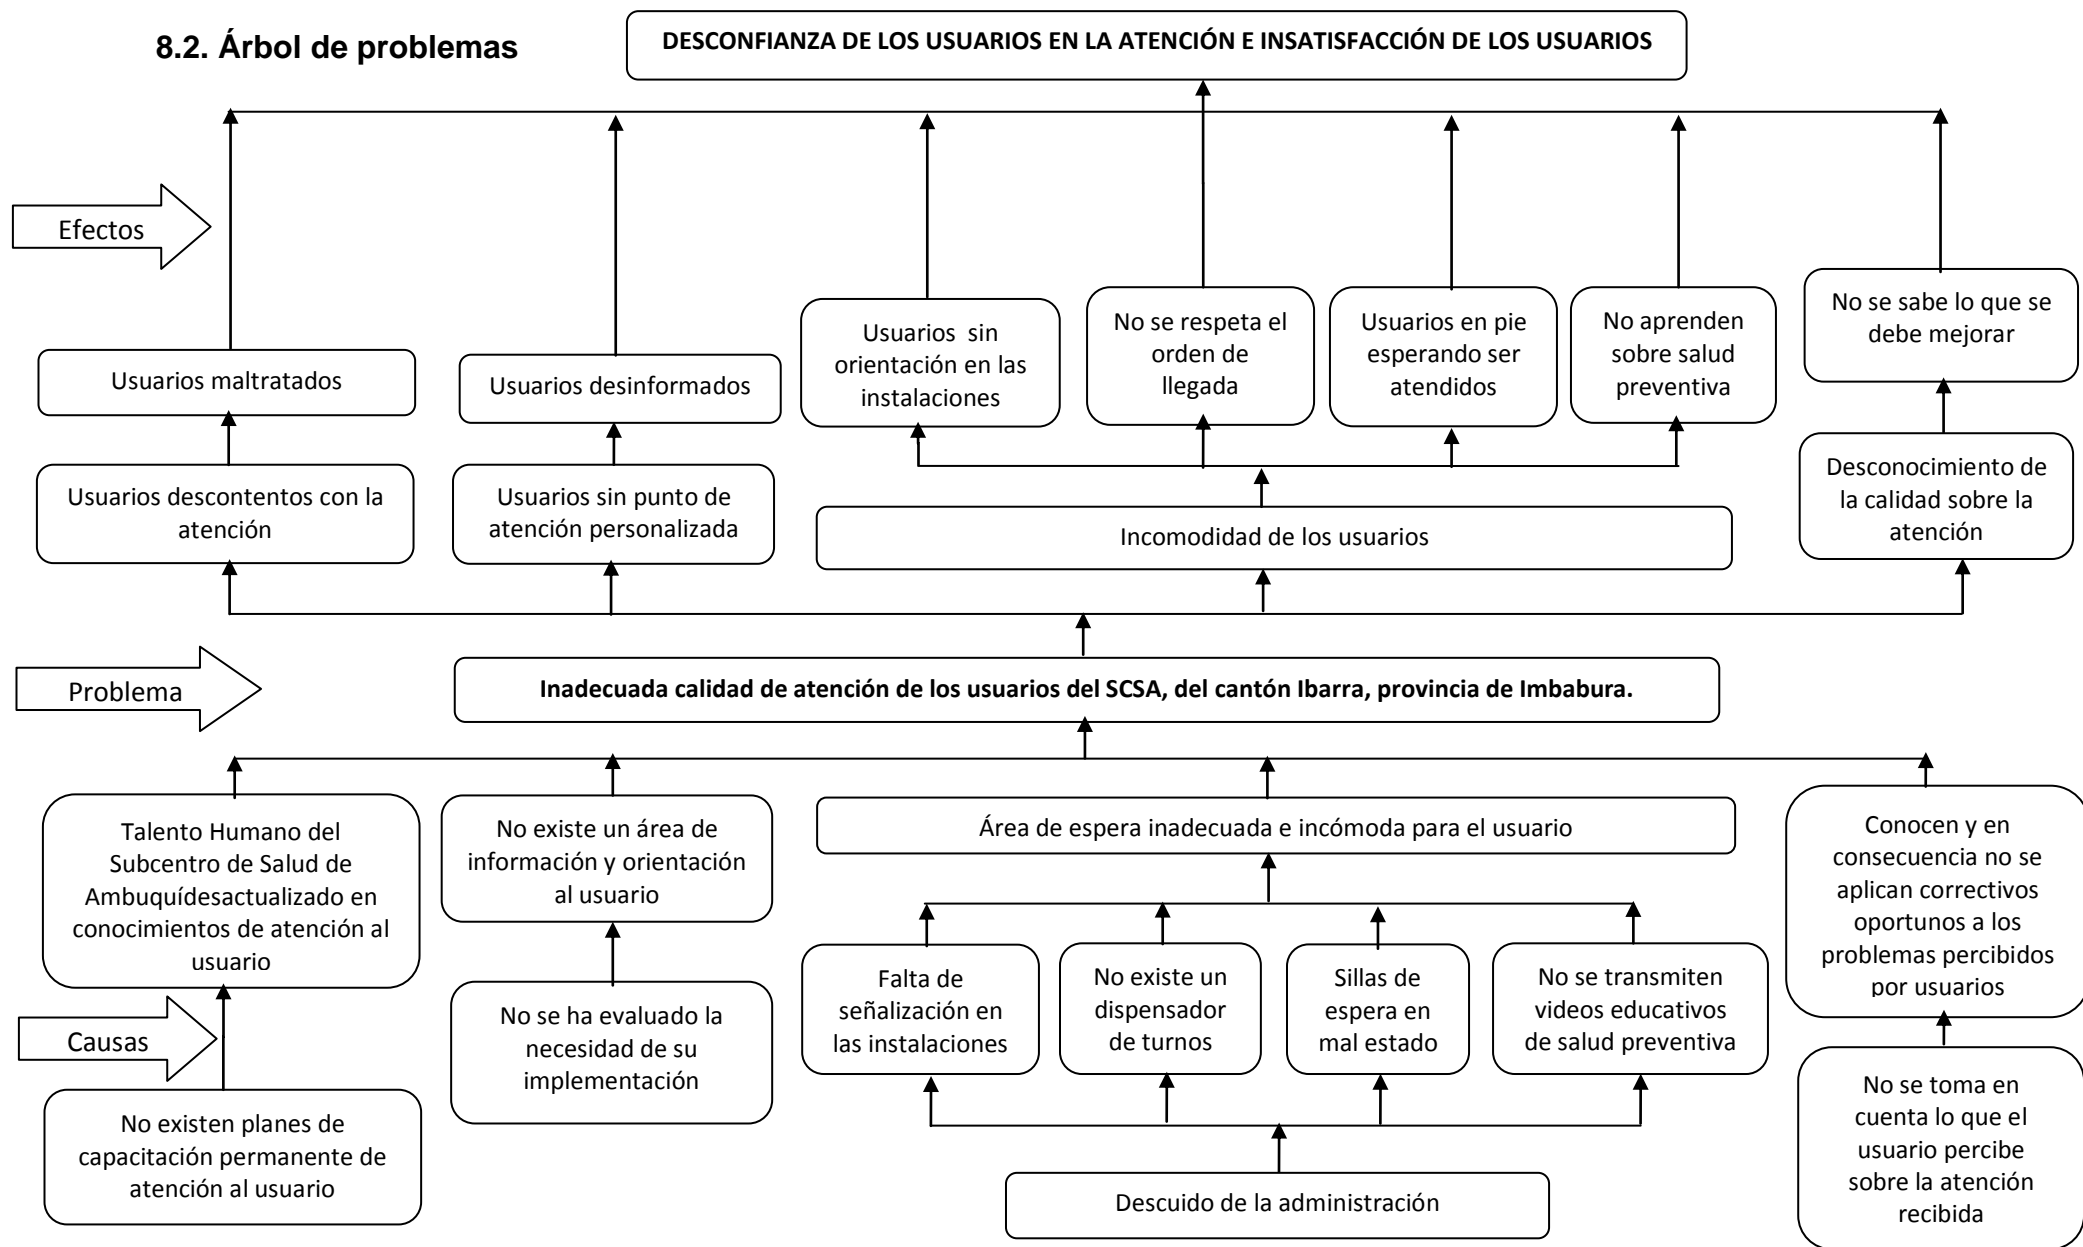 8.2. Árbol de problemas
DESCONFIANZA DE LOS USUARIOS EN LA ATENCIÓN E INSATISFACCIÓN DE LOS USUARIOS
Efectos
Usuarios maltratados
Usuarios desinformados
Usuarios sin
orientación en las
instalaciones
No se respeta el
orden de
llegada
Usuarios en pie
esperando ser
atendidos
No aprenden
sobre salud
preventiva
No se sabe lo que se
debe mejorar
Usuarios descontentos con la
atención
Usuarios sin punto de
atención personalizada
Incomodidad de los usuarios
Desconocimiento de
la calidad sobre la
atención
Problema
Inadecuada calidad de atención de los usuarios del SCSA, del cantón Ibarra, provincia de Imbabura.
Talento Humano del
Subcentro de Salud de
Ambuquídesactualizado en
conocimientos de atención al
usuario
No existe un área de
información y orientación
al usuario
Área de espera inadecuada e incómoda para el usuario
Conocen y en
consecuencia no se
aplican correctivos
oportunos a los
problemas percibidos
por usuarios
Falta de
señalización en
las instalaciones
No existe un
dispensador
de turnos
Sillas de
espera en
mal estado
No se transmiten
videos educativos
de salud preventiva
Causas
No se ha evaluado la
necesidad de su
implementación
No existen planes de
capacitación permanente de
atención al usuario
Descuido de la administración
No se toma en
cuenta lo que el
usuario percibe
sobre la atención
recibida